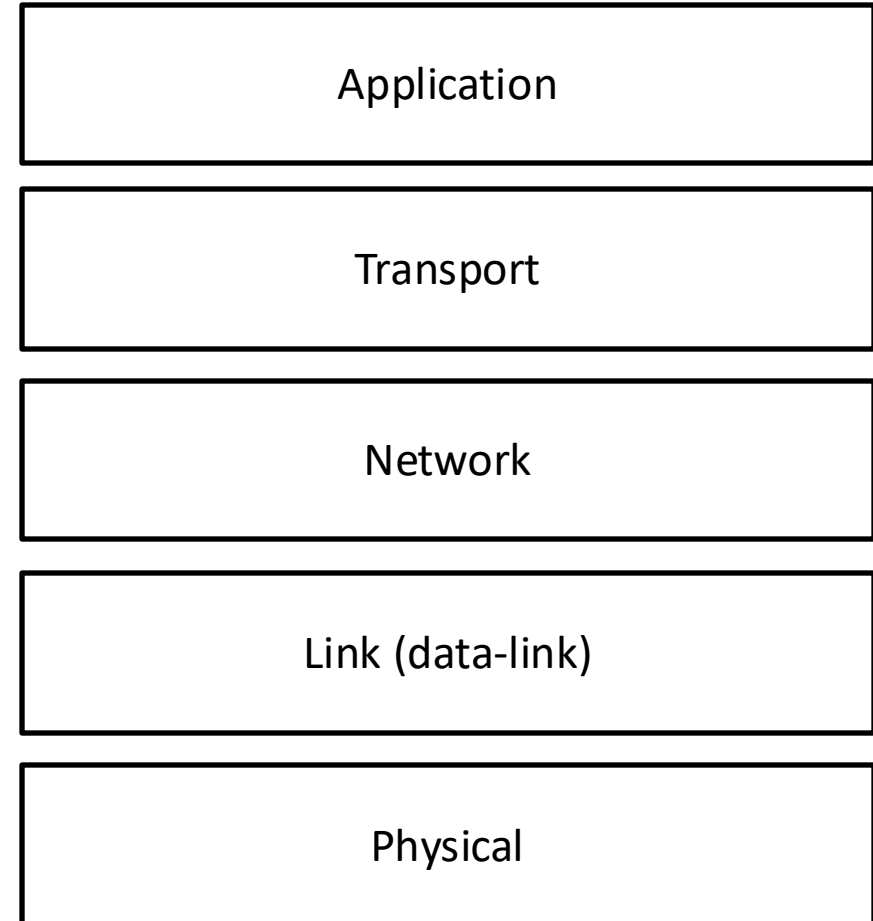 Application
Transport
Network
Link (data-link)
Physical